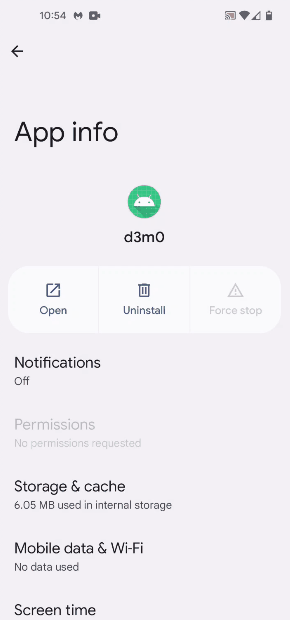 10:54
App info
d3m0
Open
Uninstall
Force stop
Notifications
Off
Permissions
No permissions requested
Storage & cache
6.05 MB used in internal storage
Mobile data & Wi-Fi
No data used
Screen time